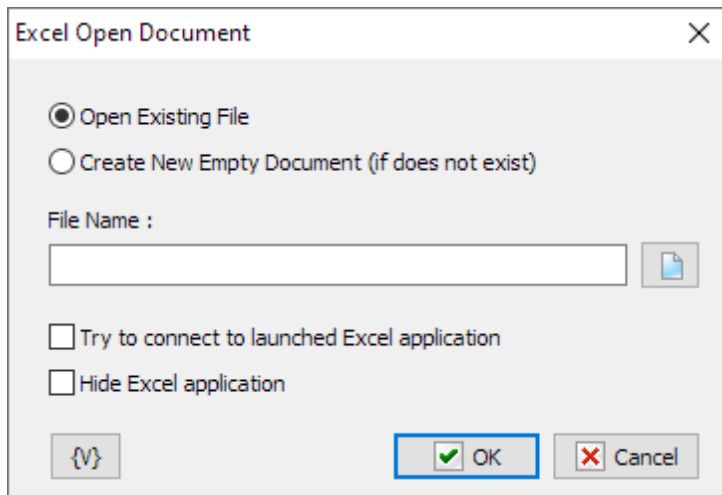 Excel Open Document
Open Existing File
Create New Empty Document (if does not exist)
File Name :
Try to connect to launched Excel application
Hide Excel application
{V} OK Cancel